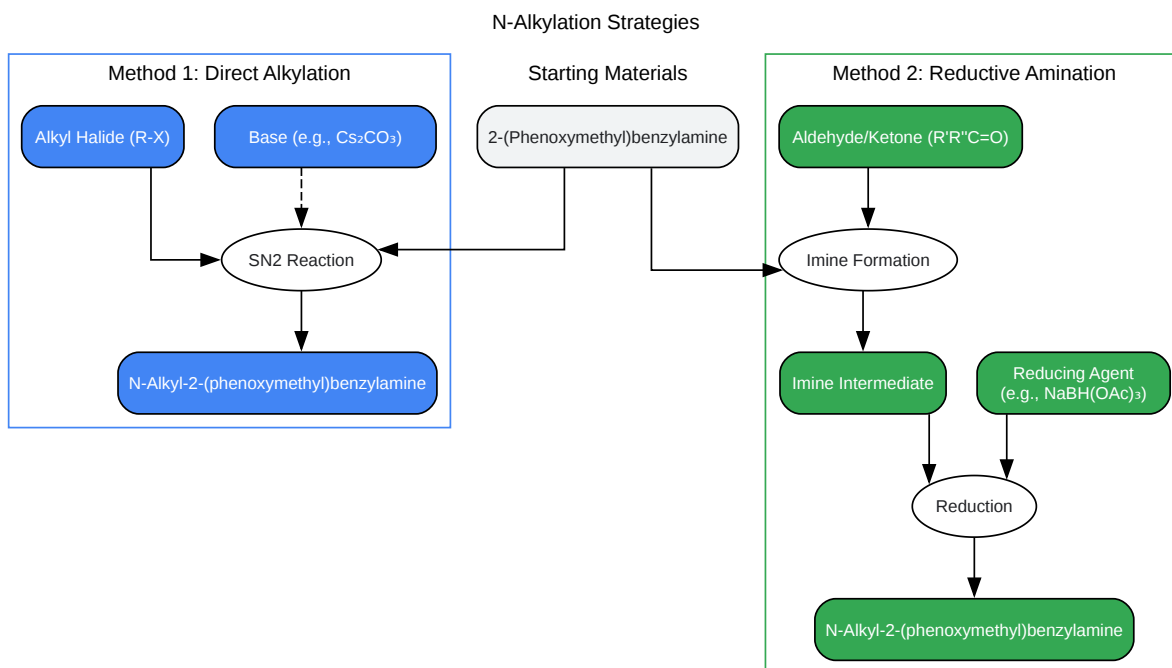 N-Alkylation Strategies
Method 1: Direct Alkylation
Starting Materials
Method 2: Reductive Amination
Alkyl Halide (R-X)
Base (e.g., Cs₂CO₃)
2-(Phenoxymethyl)benzylamine
Aldehyde/Ketone (R'R"C=O)
SN2 Reaction
Imine Formation
N-Alkyl-2-(phenoxymethyl)benzylamine
Imine Intermediate
Reducing Agent
(e.g., NaBH(OAc)₃)
Reduction
N-Alkyl-2-(phenoxymethyl)benzylamine